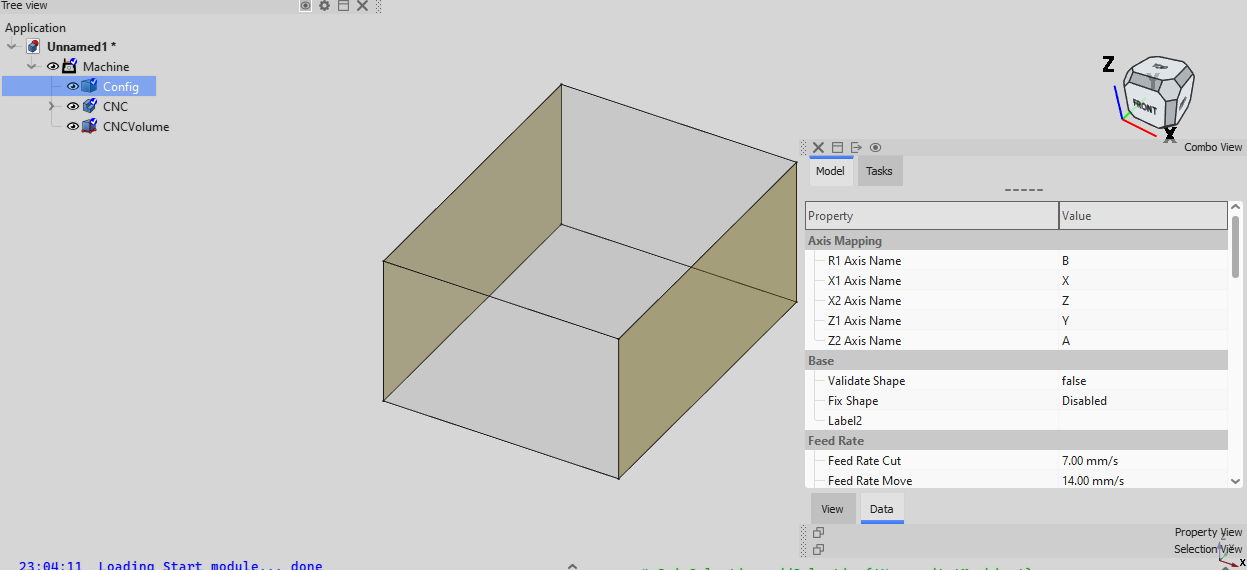 Tree view
Application
Unnamed1 *
Machine
Config
CNC
CNCVolume
Z
FRONT
X
Combo View
Model
Tasks
Property Value
Axis Mapping
R1 Axis Name B
X1 Axis Name X
X2 Axis Name Z
Z1 Axis Name Y
Z2 Axis Name A
Base
Validate Shape false
Fix Shape Disabled
Label2
Feed Rate
Feed Rate Cut 7.00 mm/s
Feed Rate Move 14.00 mm/s
View
Data
Property View
Selection View
X
23:04:11 Loading Start module... done